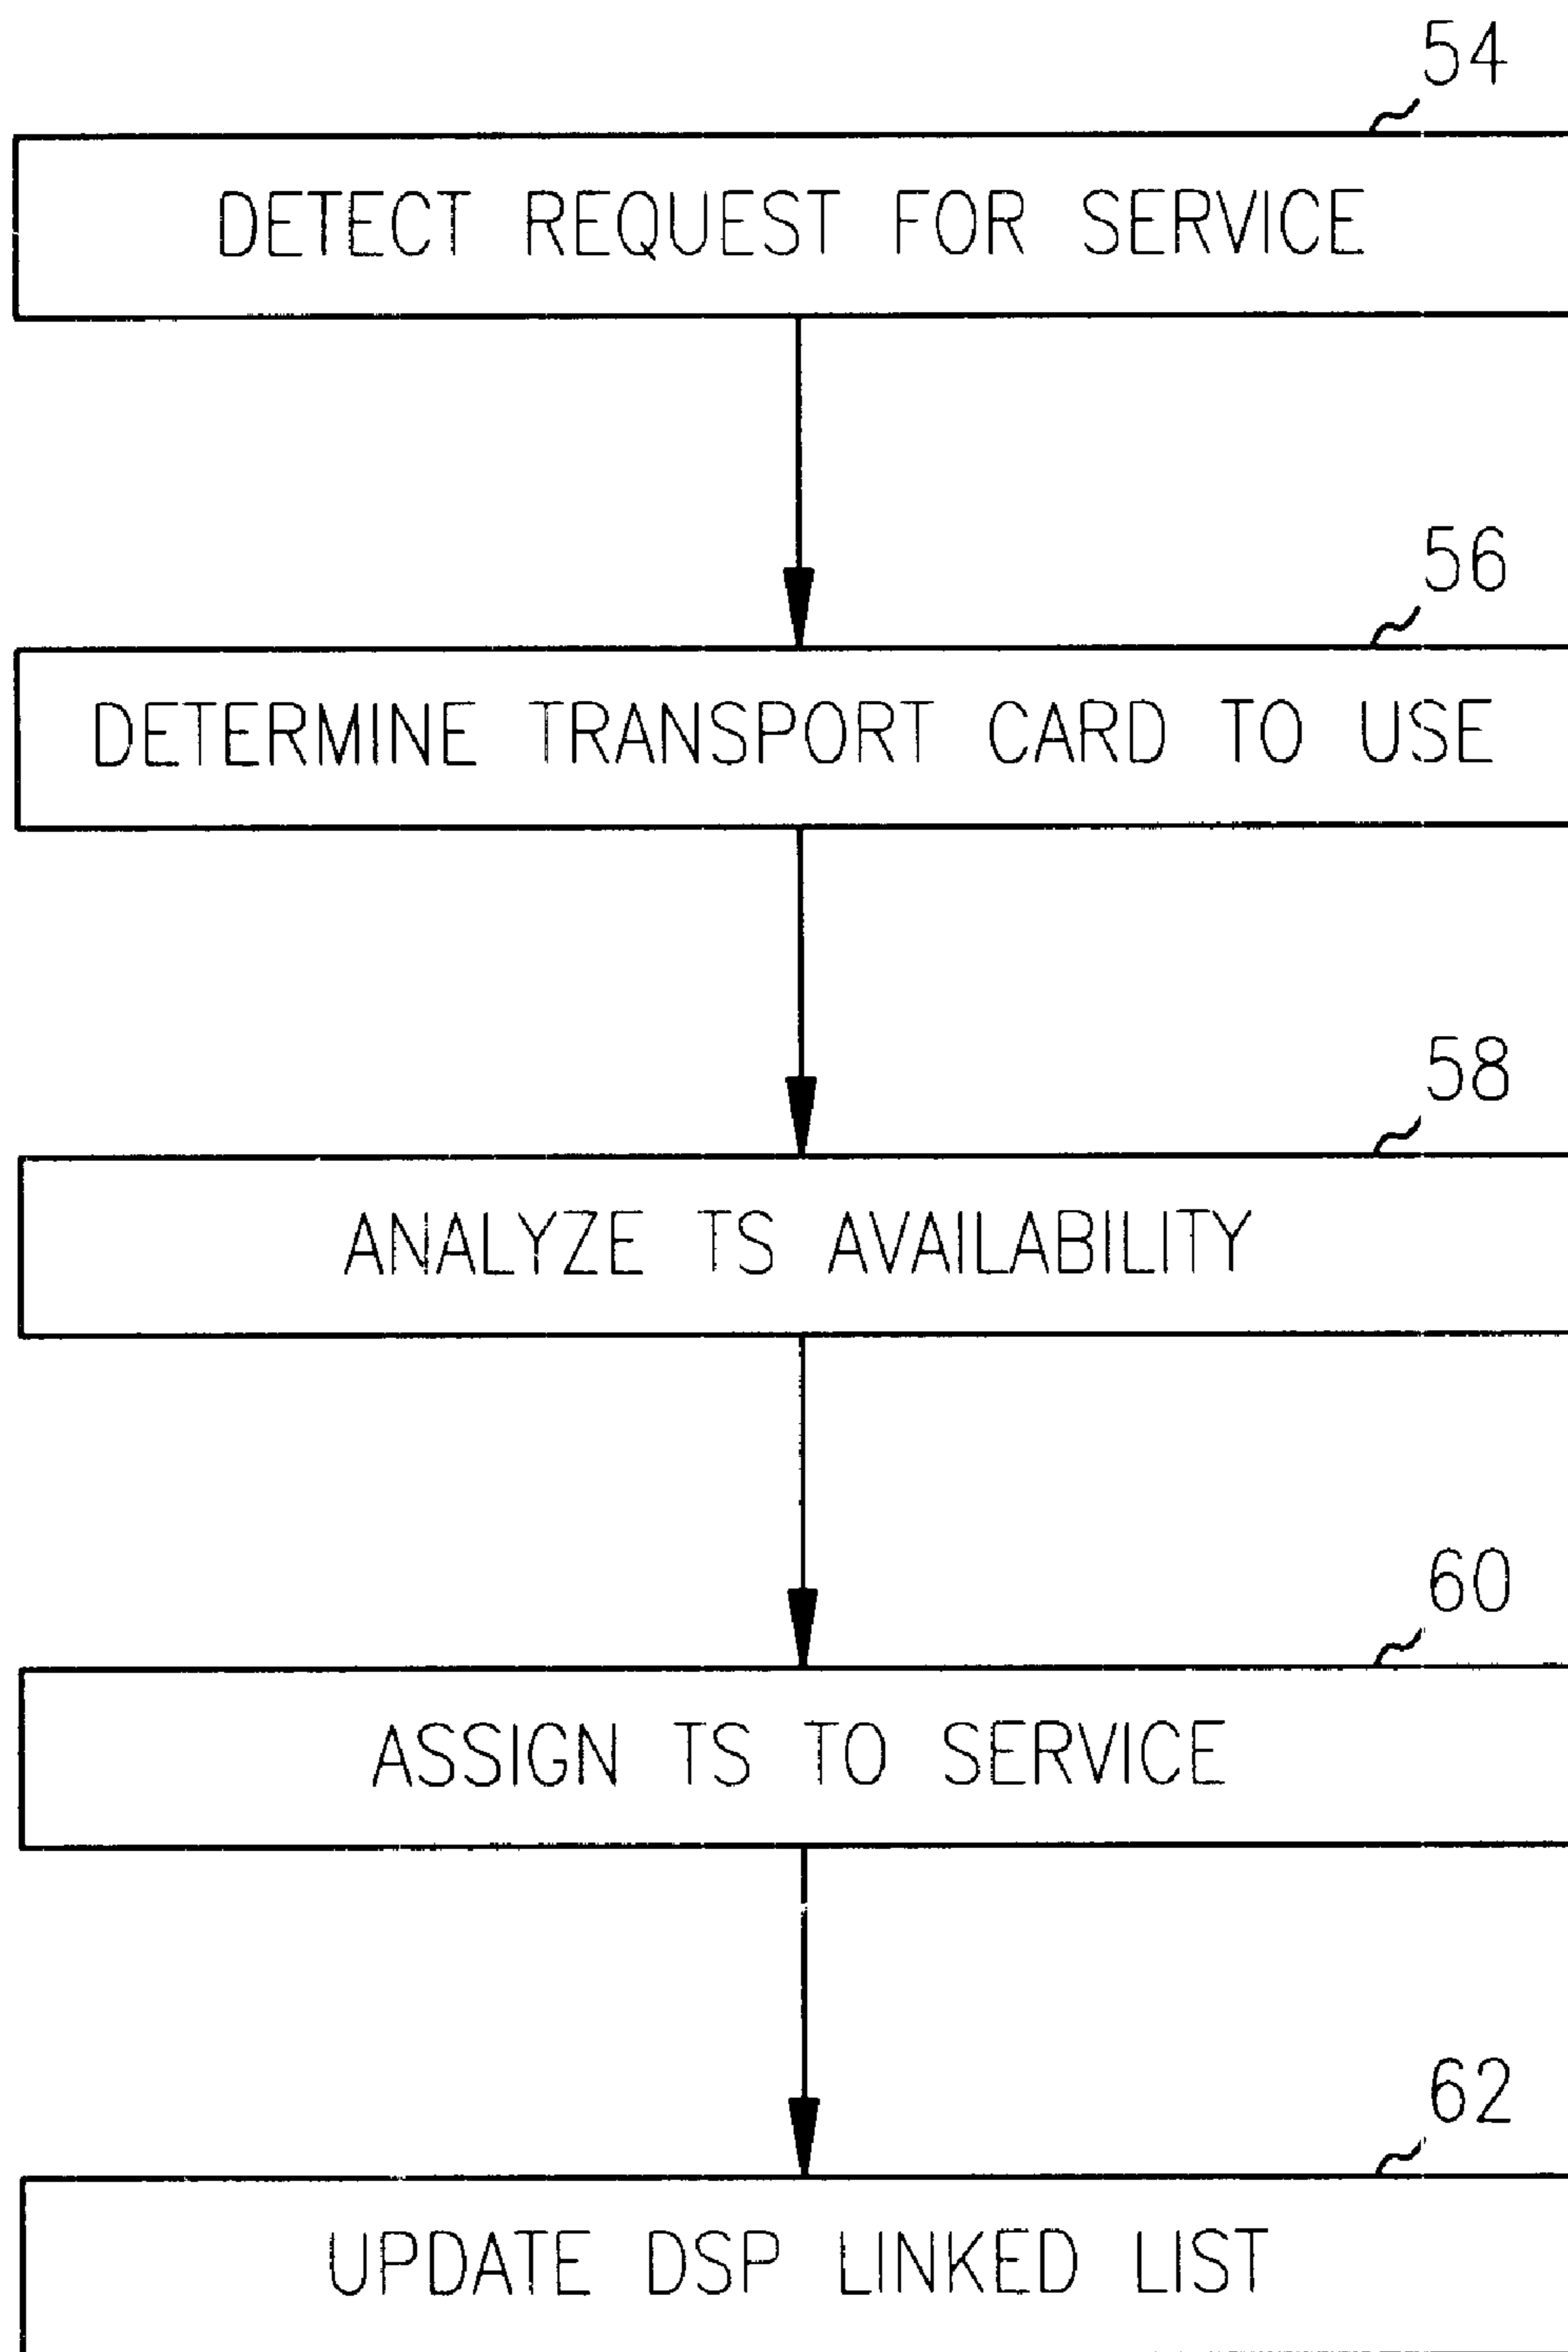 54
DETECT REQUEST FOR SERVICE
56
DETERMINE TRANSPORT CARD TO USE
58
ANALYZE TS AVAILABILITY
60
ASSIGN TS TO SERVICE
62
UPDATE DSP LINKED LIST